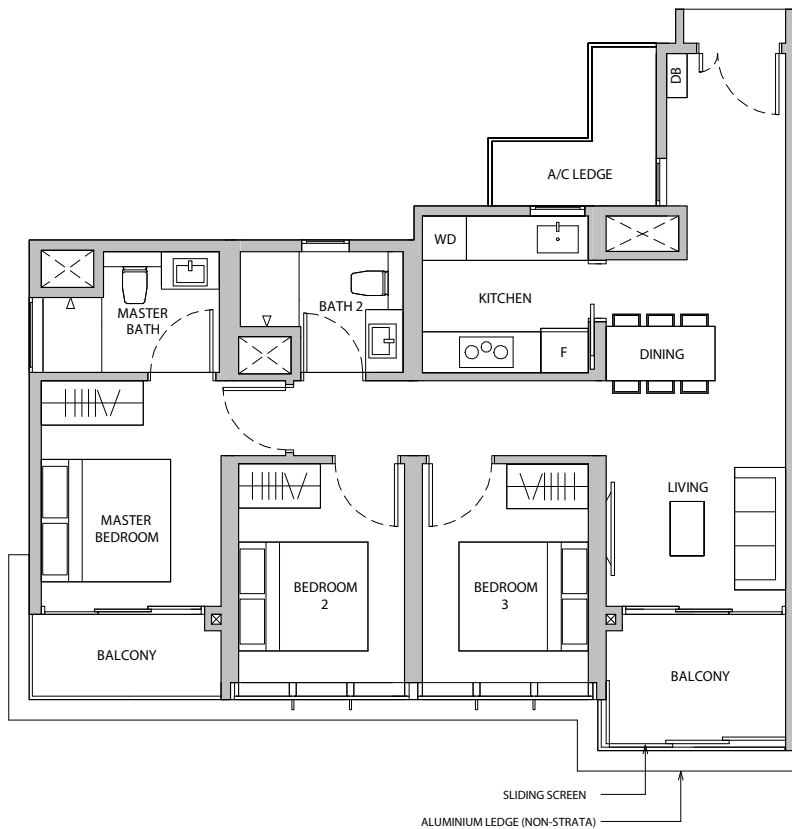 DB
A/C LEDGE
WD
KITCHEN
MASTER
BATH
BATH 2
F
DINING
LIVING
MASTER
BEDROOM
BEDROOM
2
BEDROOM
3
BALCONY
BALCONY
SLIDING SCREEN
ALUMINIUM LEDGE (NON-STRATA)